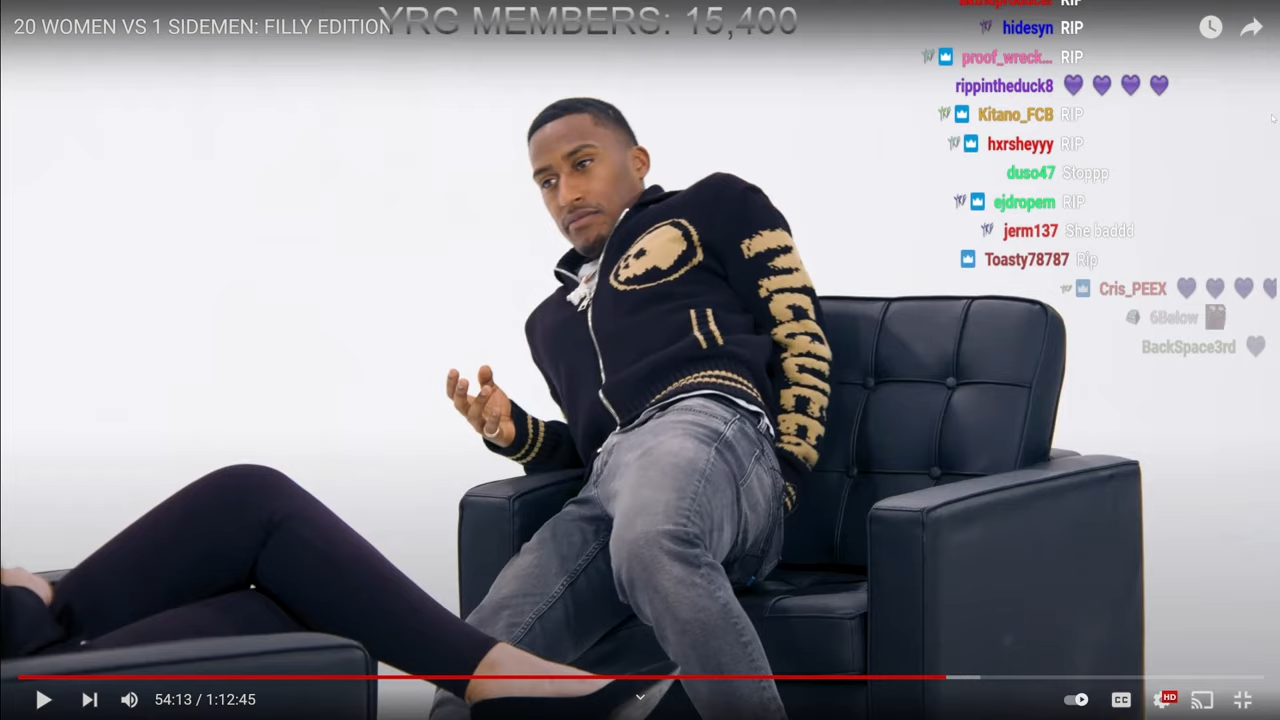 20 WOMEN VS 1 SIDEMEN: FILLY EDITION
YRG MEMBERS: 15,400
RIP
hidesyn RIP
proof_wreck... RIP
rippintheduck8
Kitano_FCB RIP
hxrsheyyy RIP
duso47 Stoppp
ejdropem RIP
jerm137 She baddd
Toasty78787 Rip
Cris_PEEX
6Below
BackSpace3rd
MCQUEEN
54:13 / 1:12:45
CC
HD